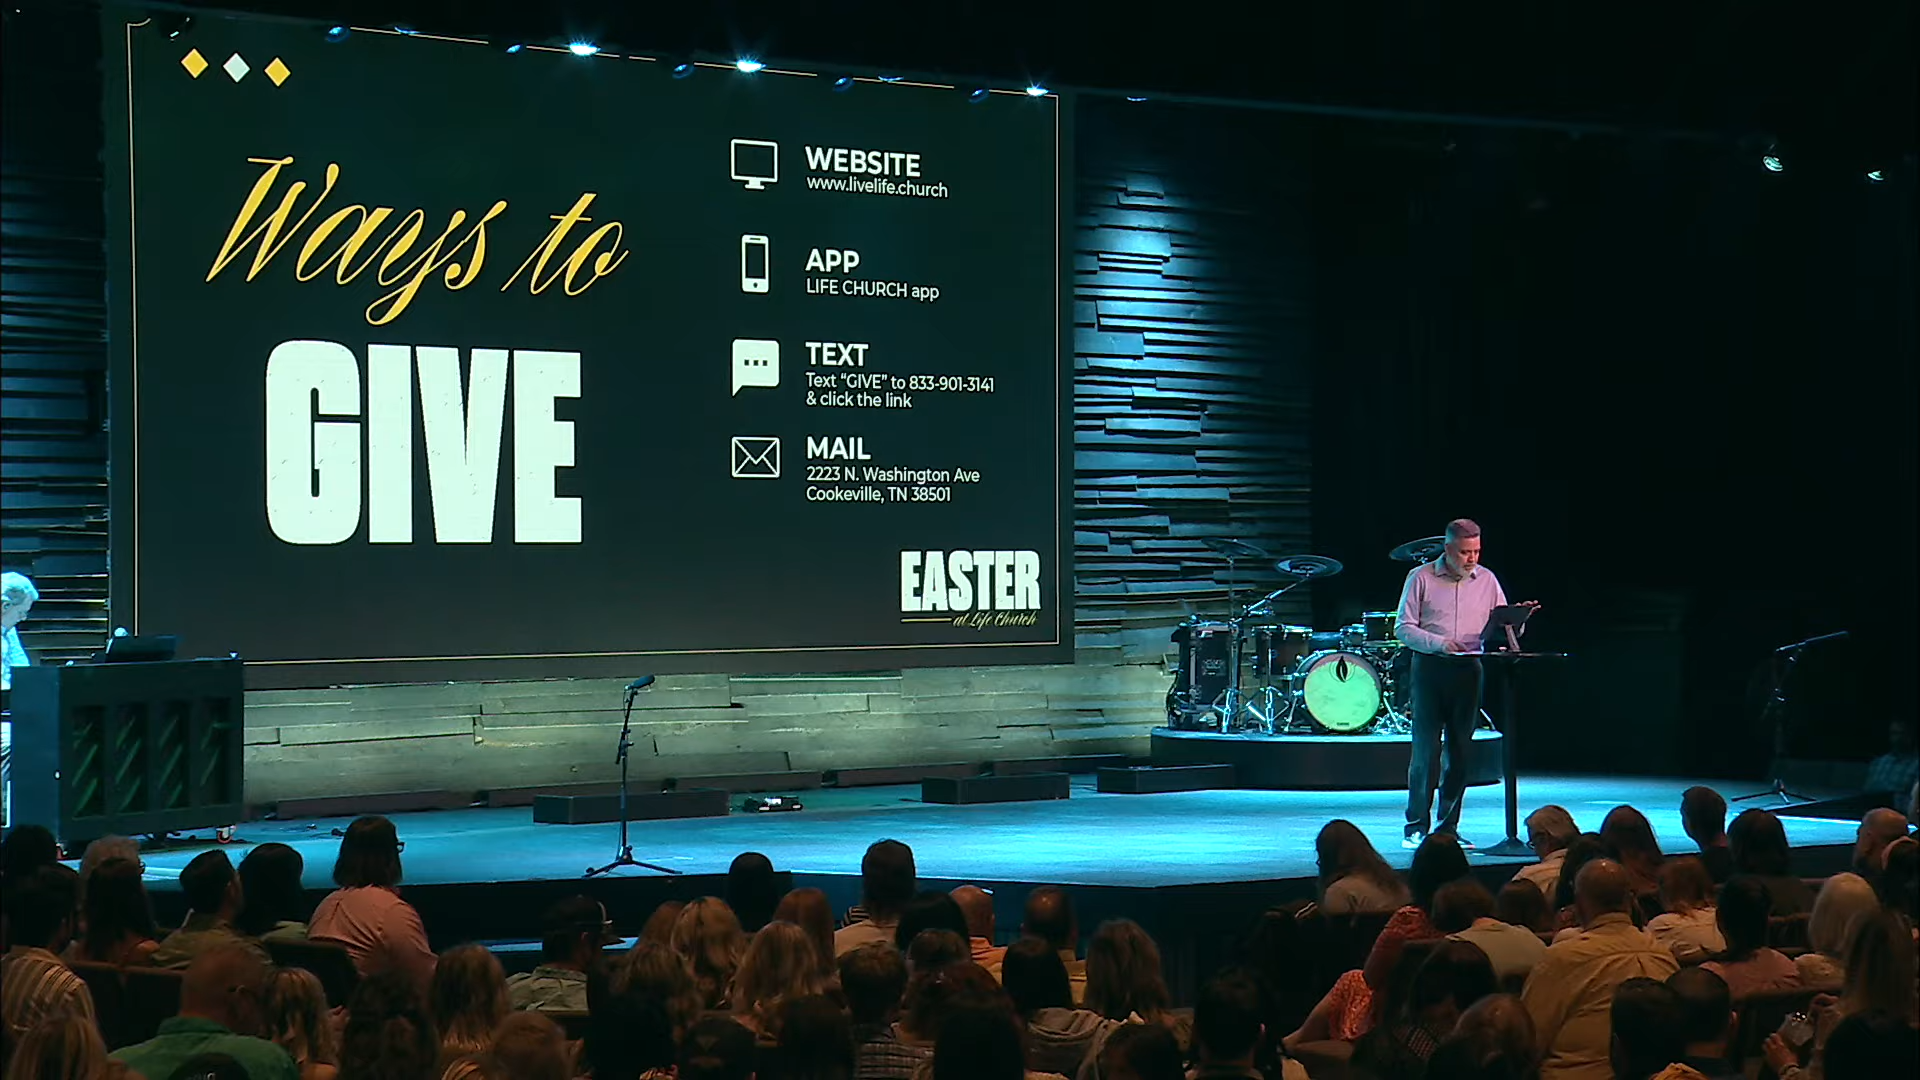 Ways to
GIVE
WEBSITE
www.livelife.church
APP
LIFE CHURCH app
TEXT
Text “GIVE” to 833-901-3141
& click the link
MAIL
2223 N. Washington Ave
Cookeville, TN 38501
EASTER
at Life Church